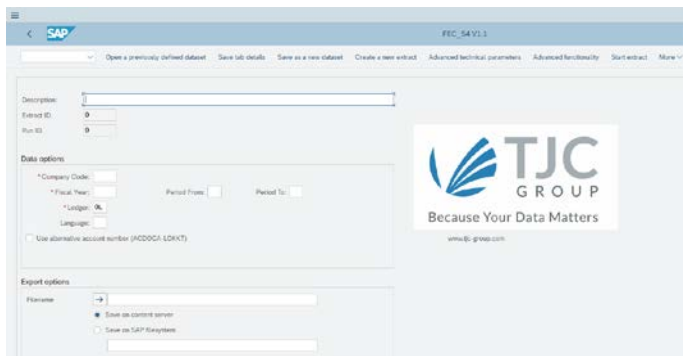 SAP
FEC_S4 V1.1
Open a previously defined dataset Save tab details Save as a new dataset Create a new extract Advanced technical parameters Advanced functionality Start extract More
Description:
Extract ID: 0
Run ID: 0
Data options
*Company Code:
*Fiscal Year: Period From: Period To:
*Ledger: 0L
Language:
Use alternative account number (ACDOCA-LOKKT)
TJC
GROUP
Because Your Data Matters
www.tjc-group.com
Export options
Filename
Save on content server
Save on SAP filesystem